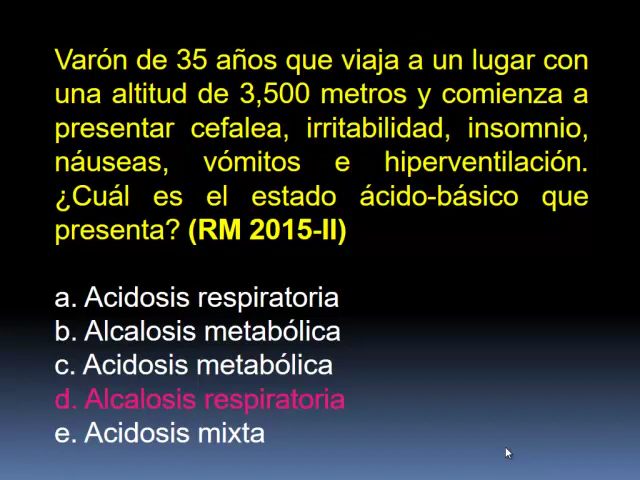 Varón de 35 años que viaja a un lugar con
una altitud de 3,500 metros y comienza a
presentar cefalea, irritabilidad, insomnio,
náuseas, vómitos e hiperventilación.
¿Cuál es el estado ácido-básico que
presenta? (RM 2015-II)
a. Acidosis respiratoria
b. Alcalosis metabólica
c. Acidosis metabólica
d. Alcalosis respiratoria
e. Acidosis mixta